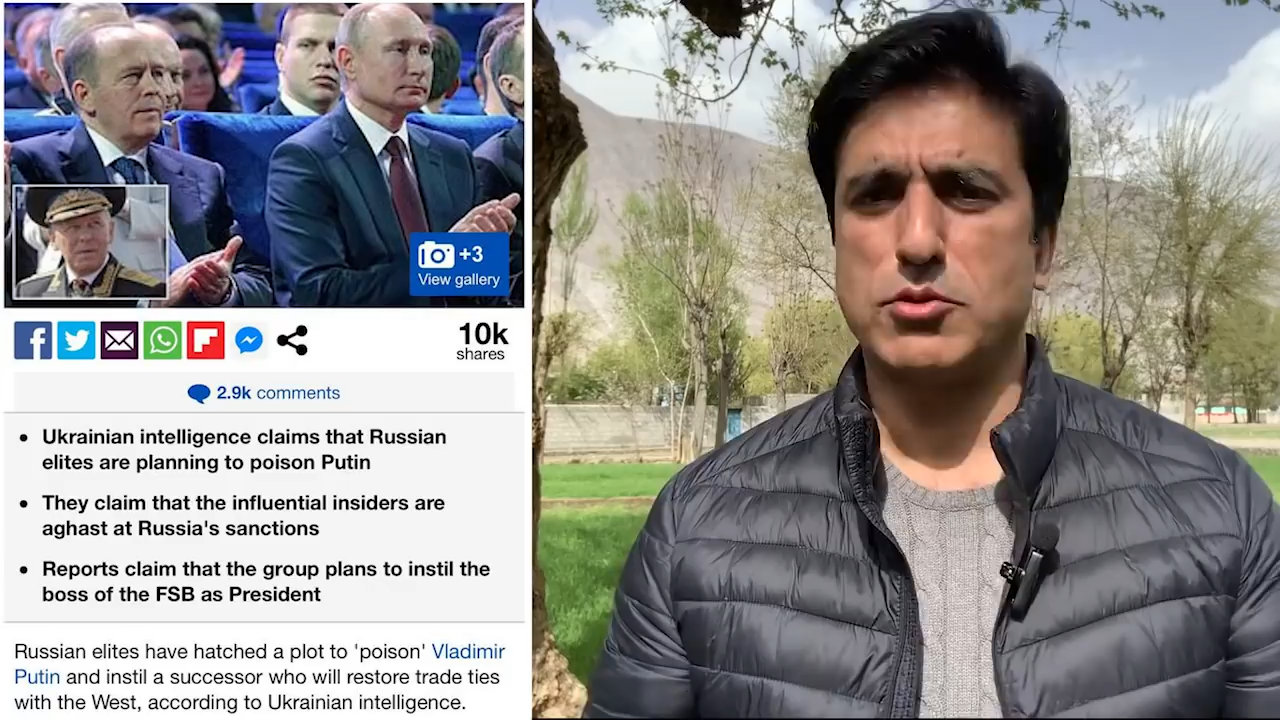 +3
View gallery
10k
shares
2.9k comments
• Ukrainian intelligence claims that Russian
elites are planning to poison Putin
• They claim that the influential insiders are
aghast at Russia's sanctions
• Reports claim that the group plans to instil the
boss of the FSB as President
Russian elites have hatched a plot to 'poison' Vladimir
Putin and instil a successor who will restore trade ties
with the West, according to Ukrainian intelligence.